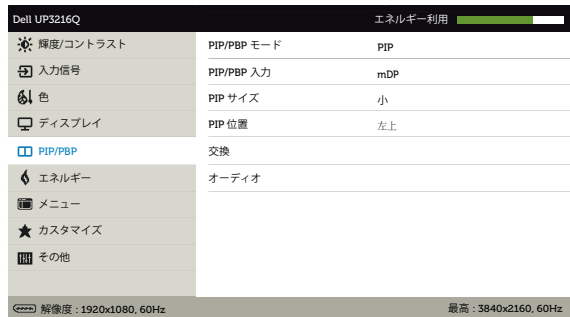 Dell UP3216Q エネルギー利用
輝度/コントラスト PIP/PBP モード PIP
入力信号 PIP/PBP 入力 mDP
色 PIP サイズ 小
ディスプレイ PIP 位置 左上
PIP/PBP 交換
エネルギー オーディオ
メニュー
カスタマイズ
その他
解像度 : 1920x1080, 60Hz 最高 : 3840x2160, 60Hz